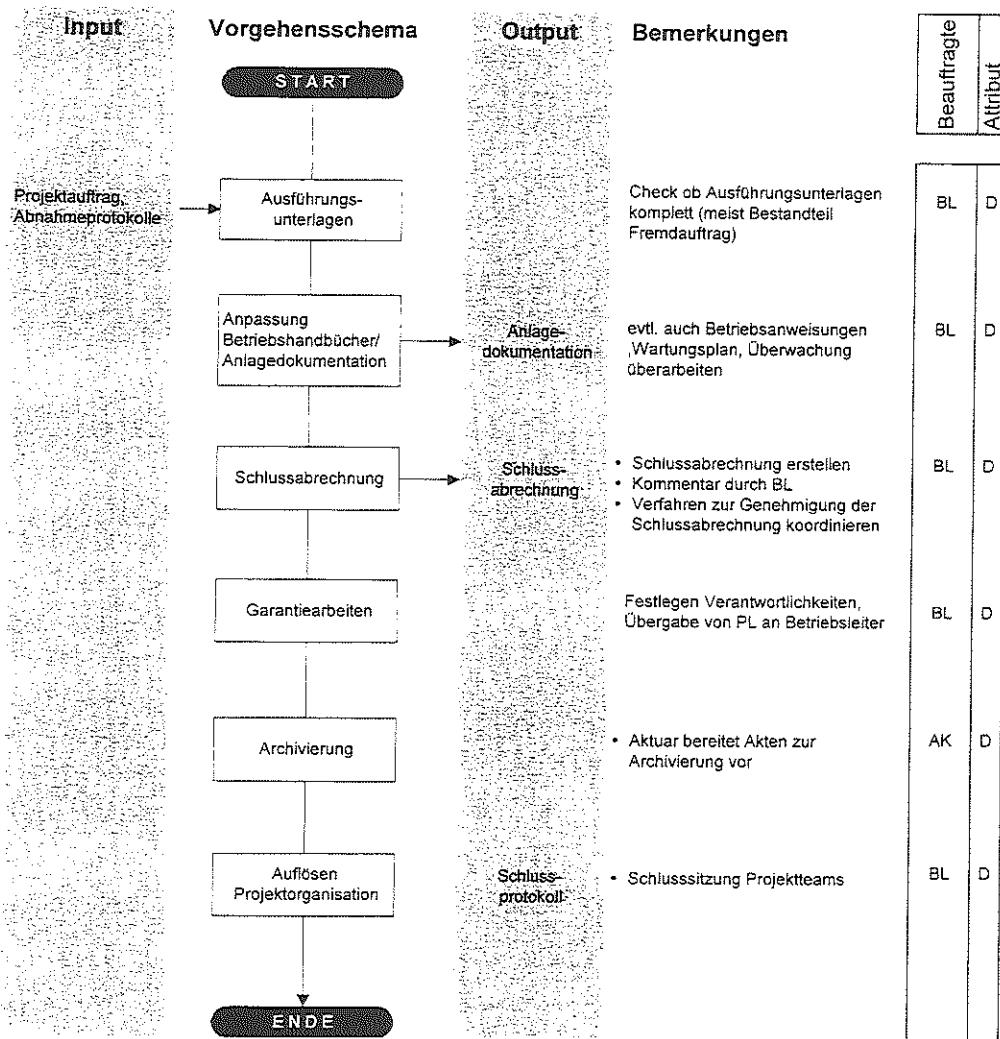 Input
Vorgehensschema
Output
Bemerkungen
Beauftragte
Attribut
START
Projektauftrag,
Abnahmeprotokolle
Ausführungs-
unterlagen
Check ob Ausführungsunterlagen
komplett (meist Bestandteil
Fremdauftrag)
BL
D
Anpassung
Betriebshandbücher/
Anlagedokumentation
Anlage-
dokumentation
evtl. auch Betriebsanweisungen
,Wartungsplan, Überwachung
überarbeiten
BL
D
Schlussabrechnung
Schluss-
abrechnung
• Schlussabrechnung erstellen
• Kommentar durch BL
• Verfahren zur Genehmigung der
Schlussabrechnung koordinieren
BL
D
Garantiearbeiten
Festlegen Verantwortlichkeiten,
Übergabe von PL an Betriebsleiter
BL
D
Archivierung
• Aktuar bereitet Akten zur
Archivierung vor
AK
D
Auflösen
Projektorganisation
Schluss-
protokoll
• Schlusssitzung Projektteams
BL
D
ENDE